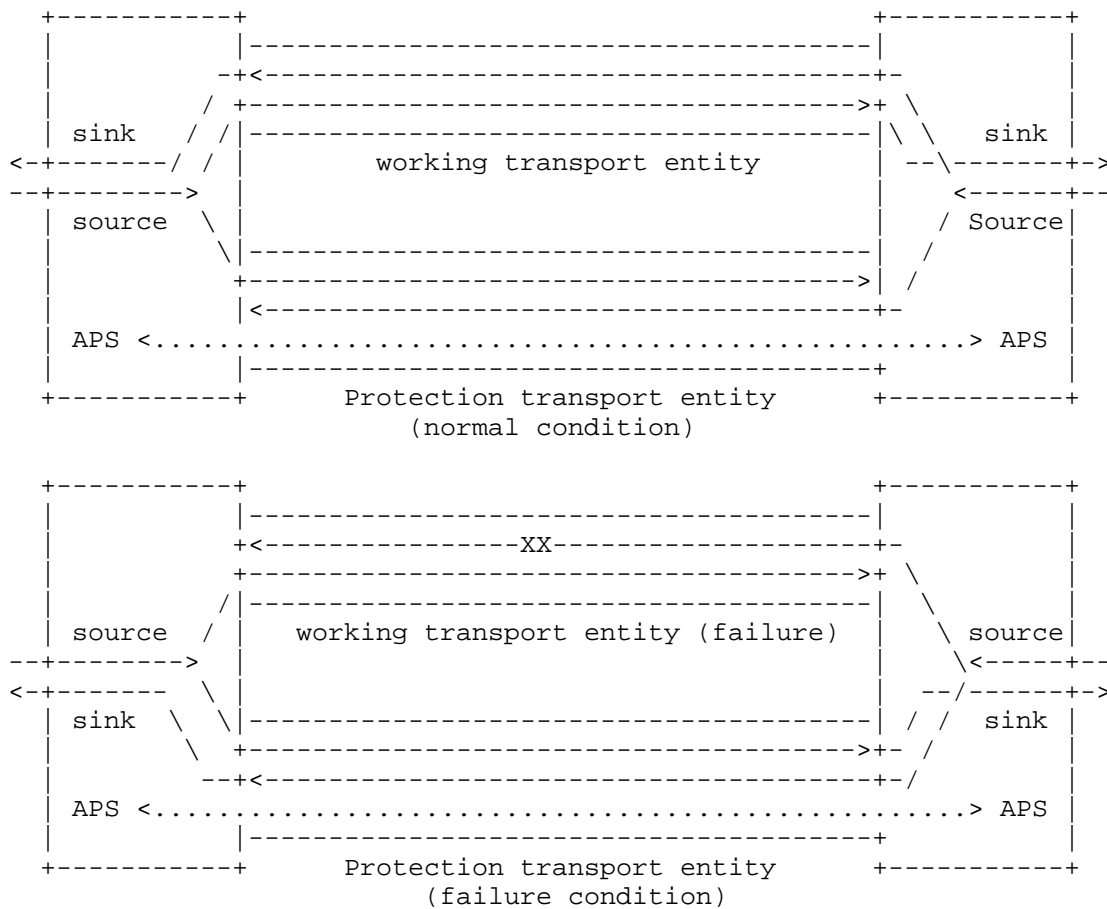 sink sink
working transport entity
source Source
APS APS
Protection transport entity
(normal condition)
XX
source working transport entity (failure) source
sink sink
APS APS
Protection transport entity
(failure condition)